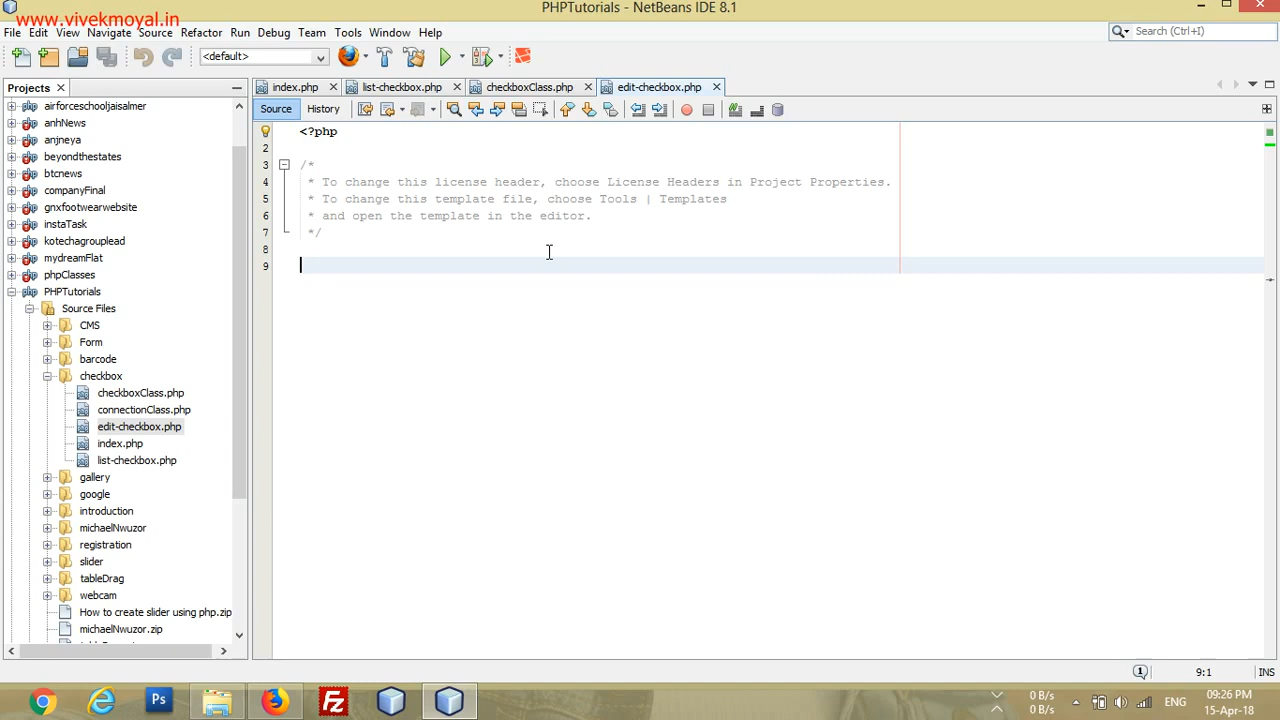 www.vivekmoyal.in
PHPTutorials - NetBeans IDE 8.1
File Edit View Navigate Source Refactor Run Debug Team Tools Window Help
Search (Ctrl+I)
<default>
Projects
index.php list-checkbox.php checkboxClass.php edit-checkbox.php
Source History
airforceschooljaisalmer
anhNews
anjneya
beyondthestates
btcnews
companyFinal
gnxfootwearwebsite
instaTask
kotechagrouplead
mydreamFlat
phpClasses
PHPTutorials
Source Files
CMS
Form
barcode
checkbox
checkboxClass.php
connectionClass.php
edit-checkbox.php
index.php
list-checkbox.php
gallery
google
introduction
michaelNwuzor
registration
slider
tableDrag
webcam
How to create slider using php.zip
michaelNwuzor.zip
<?php
2
3 /*
4 * To change this license header, choose License Headers in Project Properties.
5 * To change this template file, choose Tools | Templates
6 * and open the template in the editor.
7 */
8
9
9:1 INS
Ps
Fz
0 B/s
0 B/s
ENG
09:26 PM
15-Apr-18